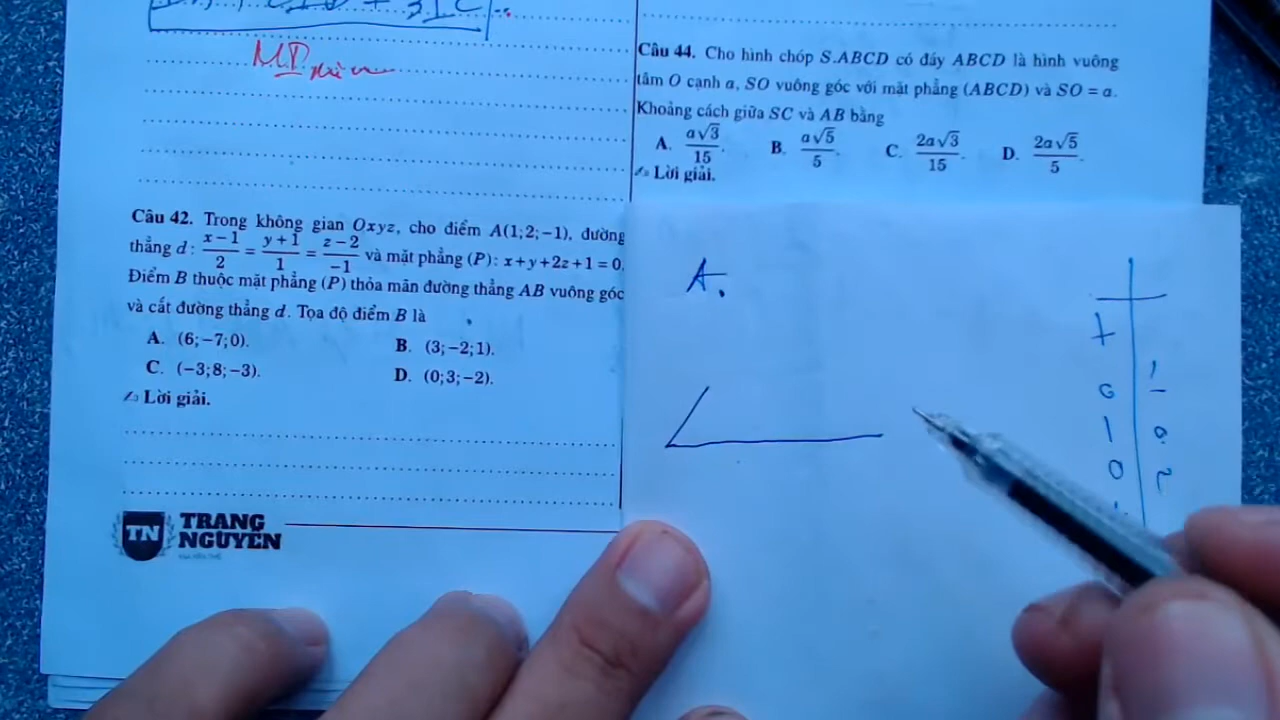 Câu 42. Trong không gian Oxyz, cho điểm A(1;2;−1), đường
thẳng d : x−1/2 = y+1/1 = z−2/−1 và mặt phẳng (P): x+y+2z+1=0.
Điểm B thuộc mặt phẳng (P) thỏa mãn đường thẳng AB vuông góc
và cắt đường thẳng d. Tọa độ điểm B là
A. (6;−7;0). B. (3;−2;1).
C. (−3;8;−3). D. (0;3;−2).
Lời giải.
TN TRANG
NGUYÊN
Câu 44. Cho hình chóp S.ABCD có đáy ABCD là hình vuông
tâm O cạnh a, SO vuông góc với mặt phẳng (ABCD) và SO = a.
Khoảng cách giữa SC và AB bằng
A. a√3/15. B. a√5/5. C. 2a√3/15. D. 2a√5/5.
Lời giải.
A.